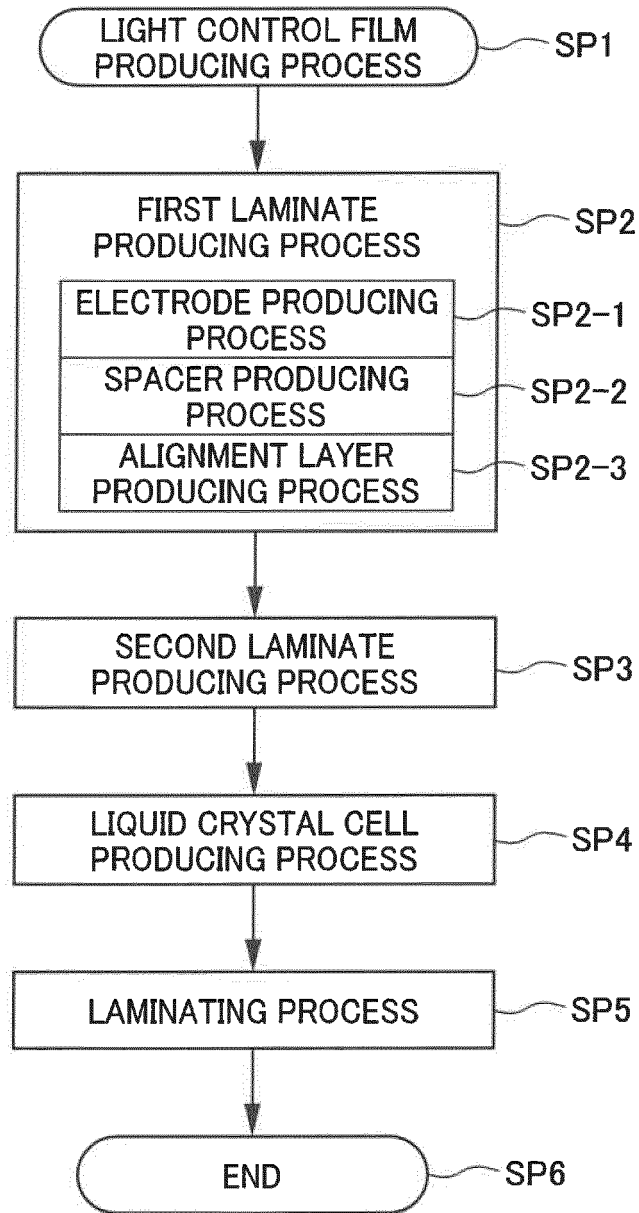 LIGHT CONTROL FILM
PRODUCING PROCESS
SP1
FIRST LAMINATE
PRODUCING PROCESS
SP2
ELECTRODE PRODUCING
PROCESS
SP2-1
SPACER PRODUCING
PROCESS
SP2-2
ALIGNMENT LAYER
PRODUCING PROCESS
SP2-3
SECOND LAMINATE
PRODUCING PROCESS
SP3
LIQUID CRYSTAL CELL
PRODUCING PROCESS
SP4
LAMINATING PROCESS
SP5
END
SP6